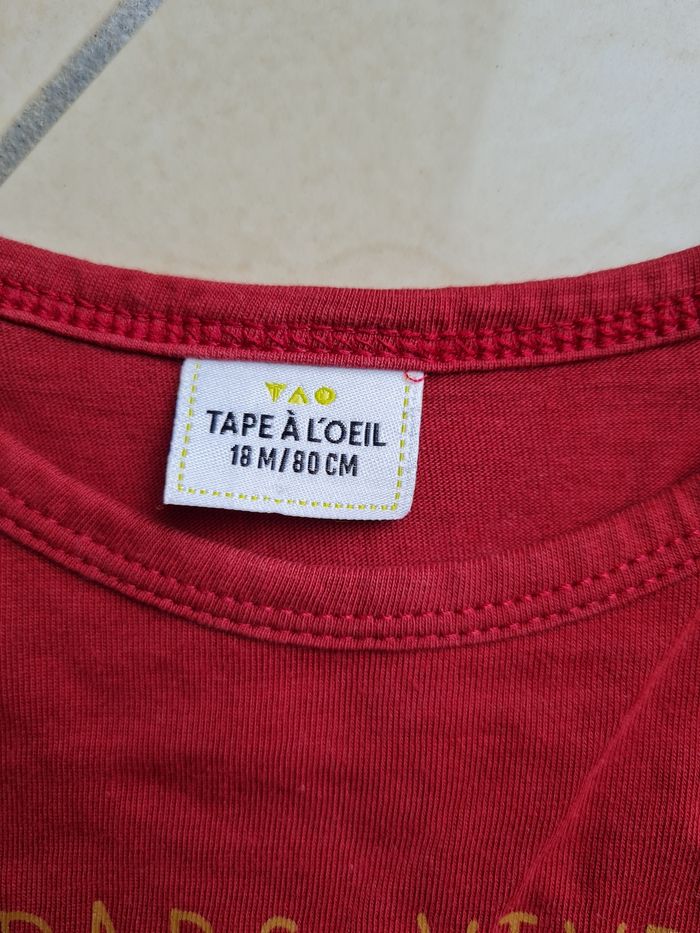 TAO
TAPE À L'OEIL
18 M/80 CM